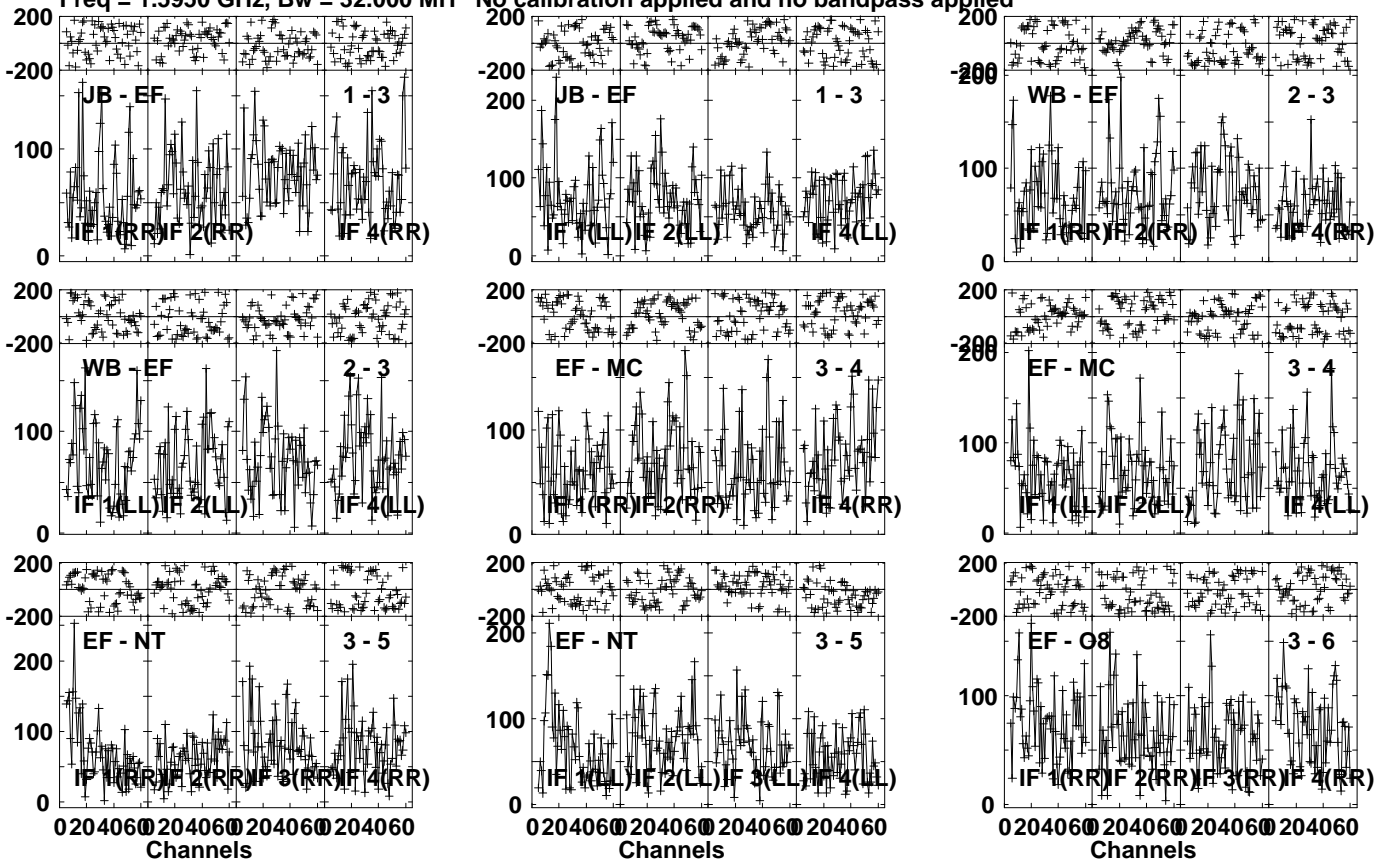 Freq = 1.5950 GHz, Bw = 32.000 MH No calibration applied and no bandpass applied
-200
JB - EF 1 - 3
100
IF 1(RR) IF 2(RR) IF 4(RR)
0
-200
200
JB - EF 1 - 3
100
IF 1(LL) IF 2(LL) IF 4(LL)
0
200
-200
200
WB - EF 2 - 3
100
IF 1(RR) IF 2(RR) IF 4(RR)
0
200
-200
WB - EF 2 - 3
100
IF 1(LL) IF 2(LL) IF 4(LL)
0
200
-200
EF - MC 3 - 4
100
IF 1(RR) IF 2(RR) IF 4(RR)
0
200
-200
200
EF - MC 3 - 4
100
IF 1(LL) IF 2(LL) IF 4(LL)
0
200
-200
EF - NT 3 - 5
200
100
IF 1(RR) IF 2(RR) IF 3(RR) IF 4(RR)
0
0 20 40 60 0 20 40 60 0 20 40 60 0 20 40 60
Channels
200
-200
200
EF - NT 3 - 5
100
IF 1(LL) IF 2(LL) IF 3(LL) IF 4(LL)
0
0 20 40 60 0 20 40 60 0 20 40 60 0 20 40 60
Channels
200
-200
EF - O8 3 - 6
100
IF 1(RR) IF 2(RR) IF 3(RR) IF 4(RR)
0
0 20 40 60 0 20 40 60 0 20 40 60 0 20 40 60
Channels